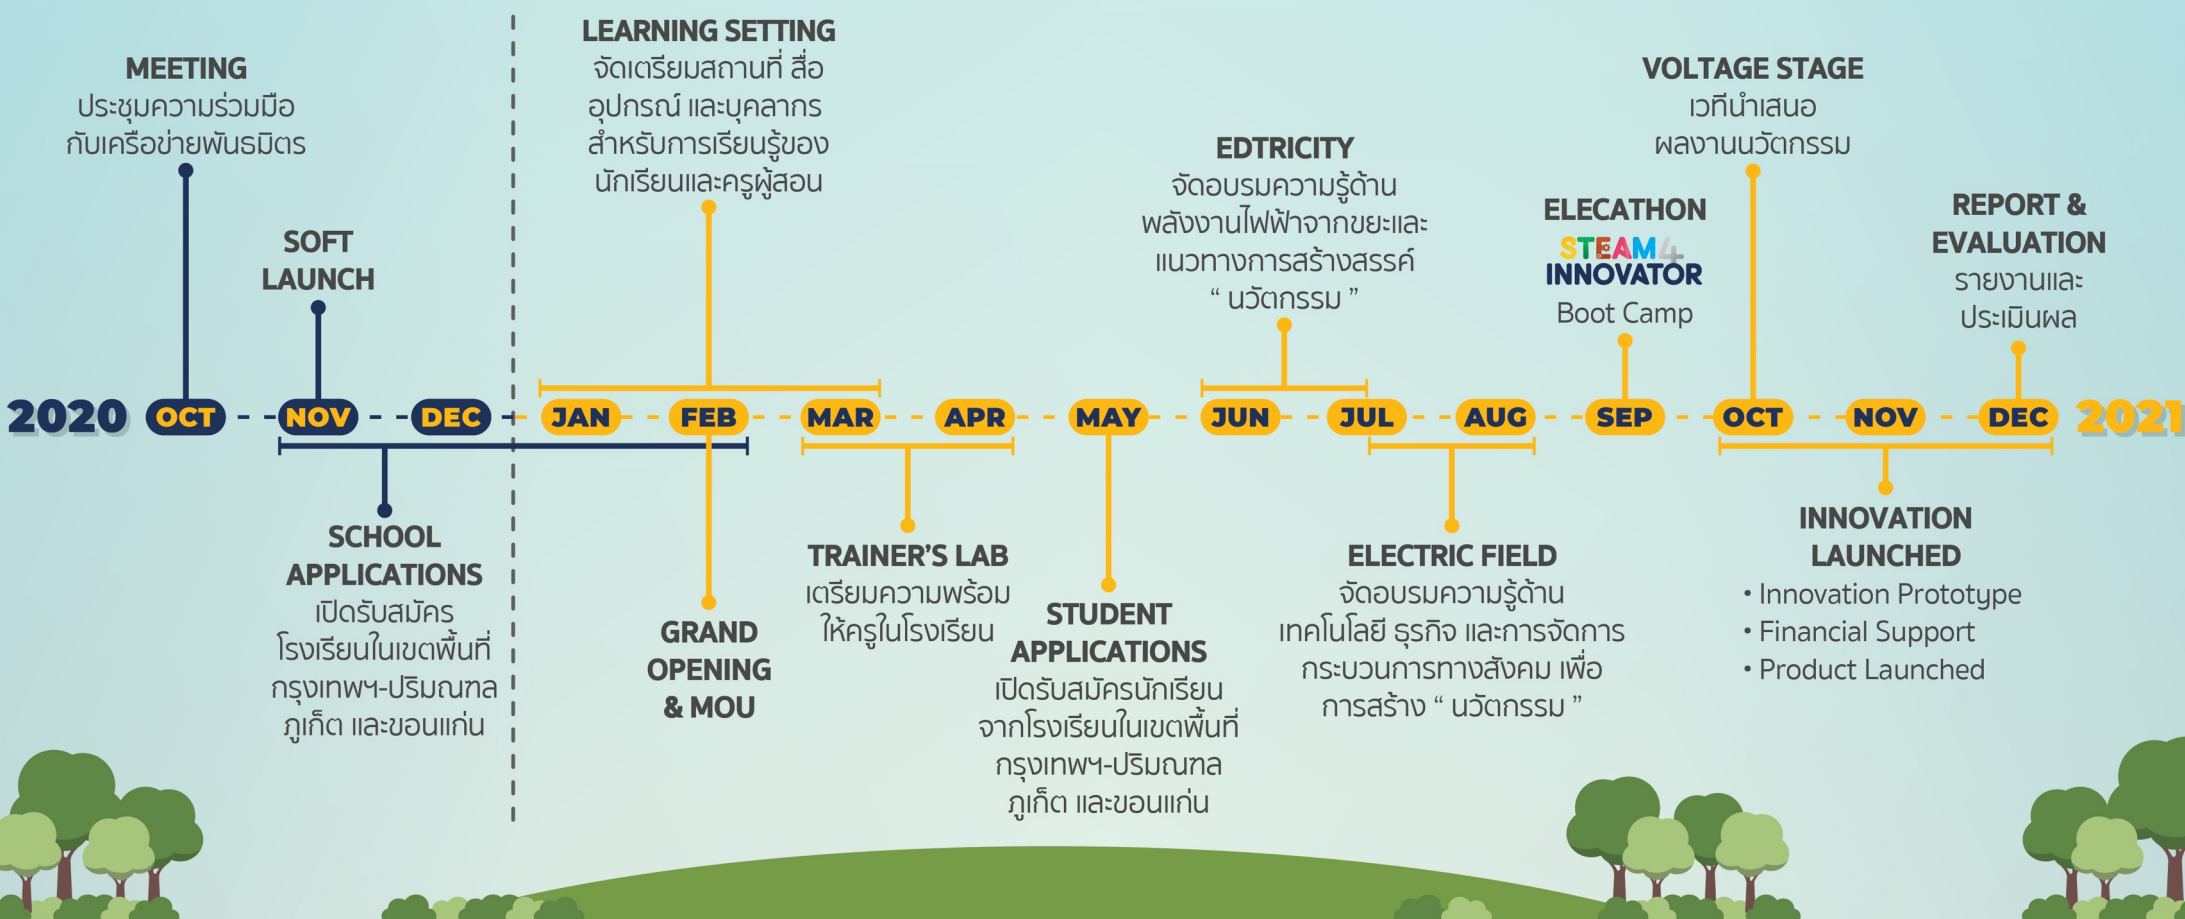 MEETING
ประชุมความร่วมมือ
กับเครือข่ายพันธมิตร
SOFT
LAUNCH
LEARNING SETTING
จัดเตรียมสถานที่ สื่อ
อุปกรณ์ และบุคลากร
สำหรับการเรียนรู้ของ
นักเรียนและครูผู้สอน
EDTRICITY
จัดอบรมความรู้ด้าน
พลังงานไฟฟ้าจากขยะและ
แนวทางการสร้างสรรค์
“ นวัตกรรม ”
ELECATHON
STEAM4
INNOVATOR
Boot Camp
VOLTAGE STAGE
เวทีนำเสนอ
ผลงานนวัตกรรม
REPORT &
EVALUATION
รายงานและ
ประเมินผล
2020 OCT NOV DEC JAN FEB MAR APR MAY JUN JUL AUG SEP OCT NOV DEC 2021
SCHOOL
APPLICATIONS
เปิดรับสมัคร
โรงเรียนในเขตพื้นที่
กรุงเทพฯ-ปริมณฑล
ภูเก็ต และขอนแก่น
GRAND
OPENING
& MOU
TRAINER’S LAB
เตรียมความพร้อม
ให้ครูในโรงเรียน
STUDENT
APPLICATIONS
เปิดรับสมัครนักเรียน
จากโรงเรียนในเขตพื้นที่
กรุงเทพฯ-ปริมณฑล
ภูเก็ต และขอนแก่น
ELECTRIC FIELD
จัดอบรมความรู้ด้าน
เทคโนโลยี ธุรกิจ และการจัดการ
กระบวนการทางสังคม เพื่อ
การสร้าง “ นวัตกรรม ”
INNOVATION
LAUNCHED
• Innovation Prototype
• Financial Support
• Product Launched